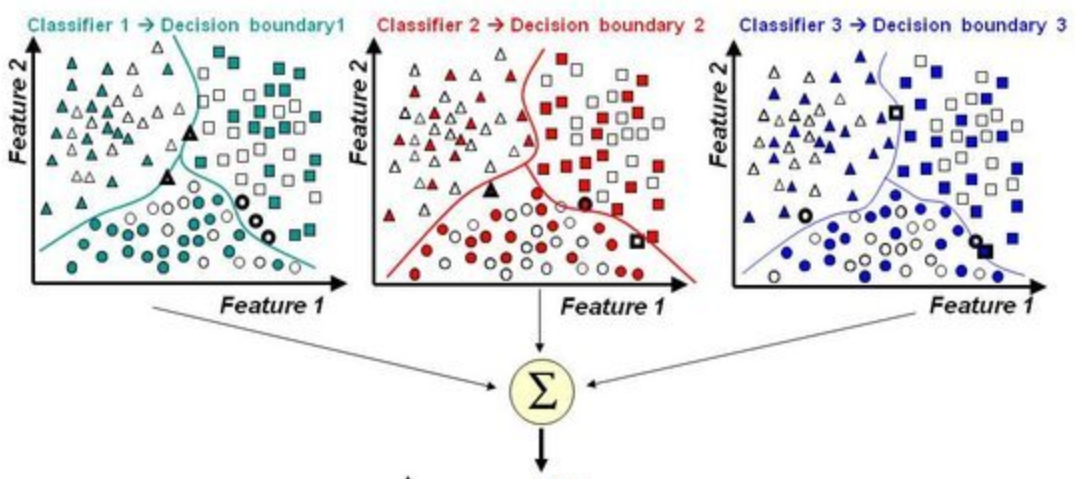 Classifier 1 → Decision boundary1
Classifier 2 → Decision boundary 2
Classifier 3 → Decision boundary 3
Feature 2
Feature 1
Feature 2
Feature 1
Feature 2
Feature 1
Σ